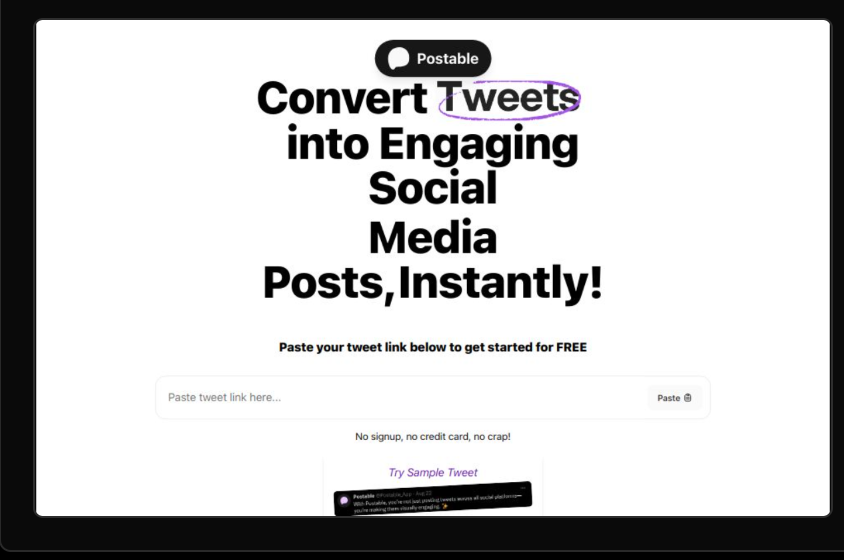 Postable
Convert Tweets
into Engaging
Social
Media
Posts,Instantly!
Paste your tweet link below to get started for FREE
Paste tweet link here...
Paste
No signup, no credit card, no crap!
Try Sample Tweet
Postable @Postable_App · Aug 22
With Postable, you're not just posting tweets across all social platforms—
you're making them visually engaging. ✨